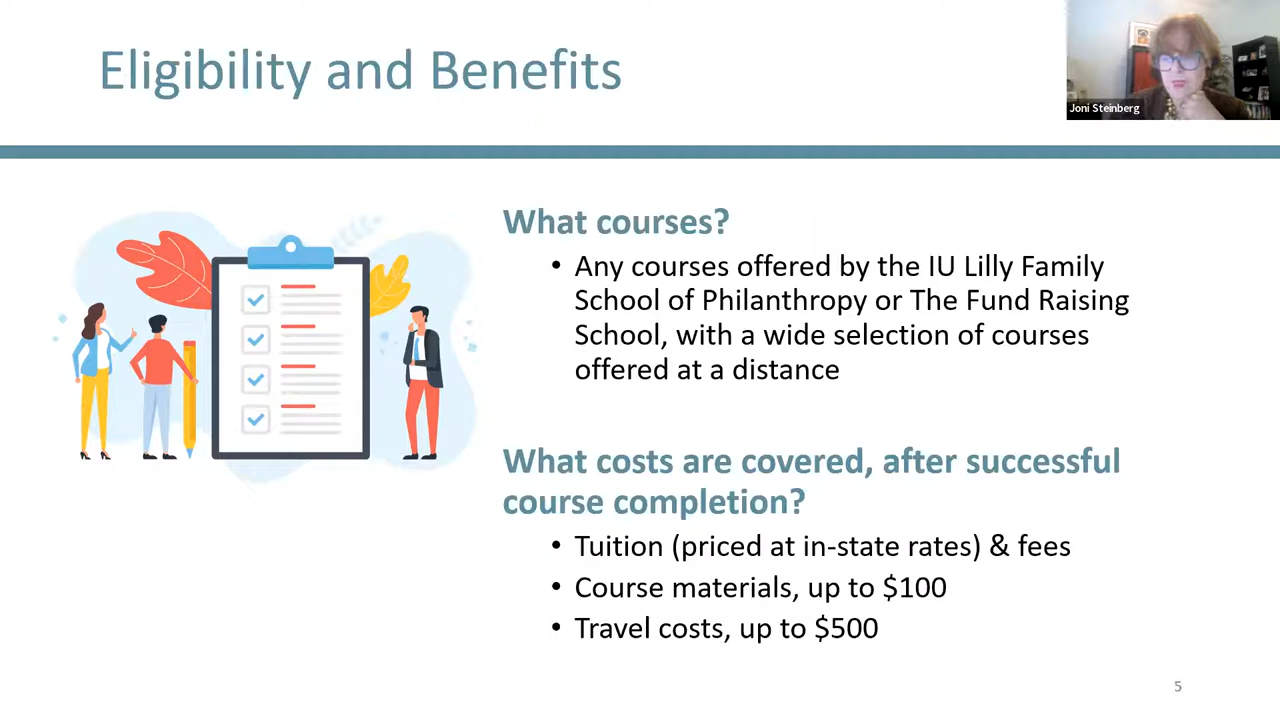 Eligibility and Benefits
Joni Steinberg
What courses?
• Any courses offered by the IU Lilly Family
School of Philanthropy or The Fund Raising
School, with a wide selection of courses
offered at a distance
What costs are covered, after successful
course completion?
• Tuition (priced at in-state rates) & fees
• Course materials, up to $100
• Travel costs, up to $500
5